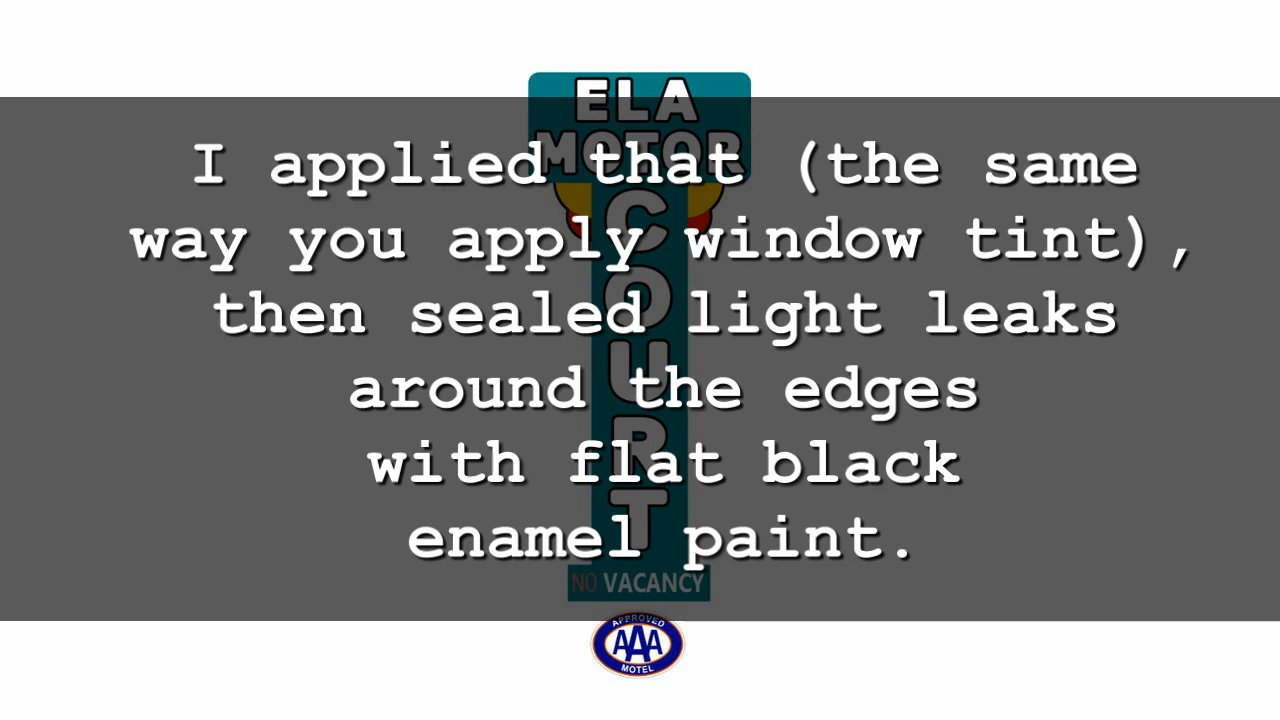 ELA
MOTOR
COURT
I applied that (the same
way you apply window tint),
then sealed light leaks
around the edges
with flat black
enamel paint.
NO VACANCY
APPROVED
AAA
MOTEL